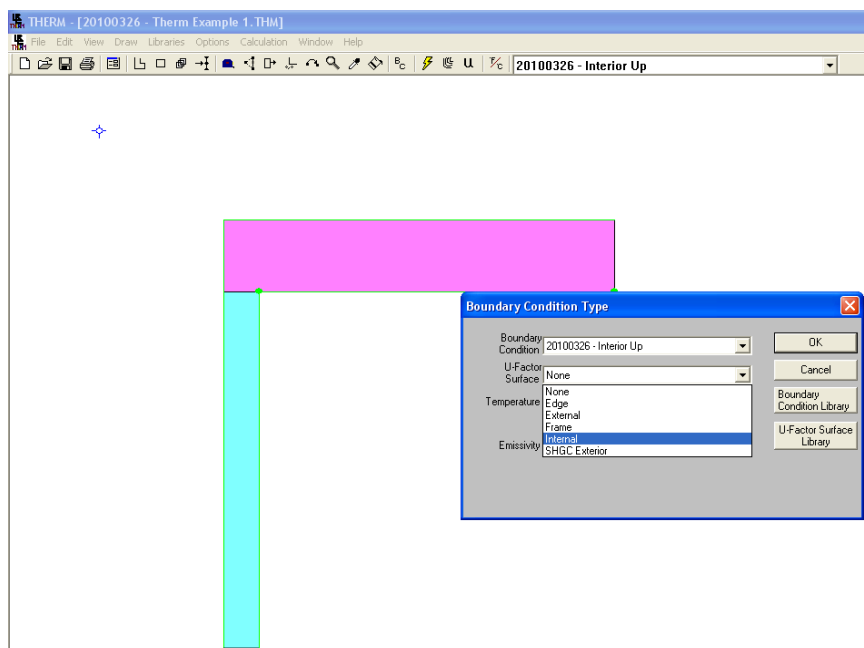 THERM - [20100326 - Therm Example 1.THM]
File Edit View Draw Libraries Options Calculation Window Help
Bc U F/C 20100326 - Interior Up
Boundary Condition Type
Boundary Condition 20100326 - Interior Up OK
U-Factor Surface None Cancel
None
Temperature Edge
External
Frame
Internal
Emissivity SHGC Exterior
Boundary Condition Library
U-Factor Surface Library